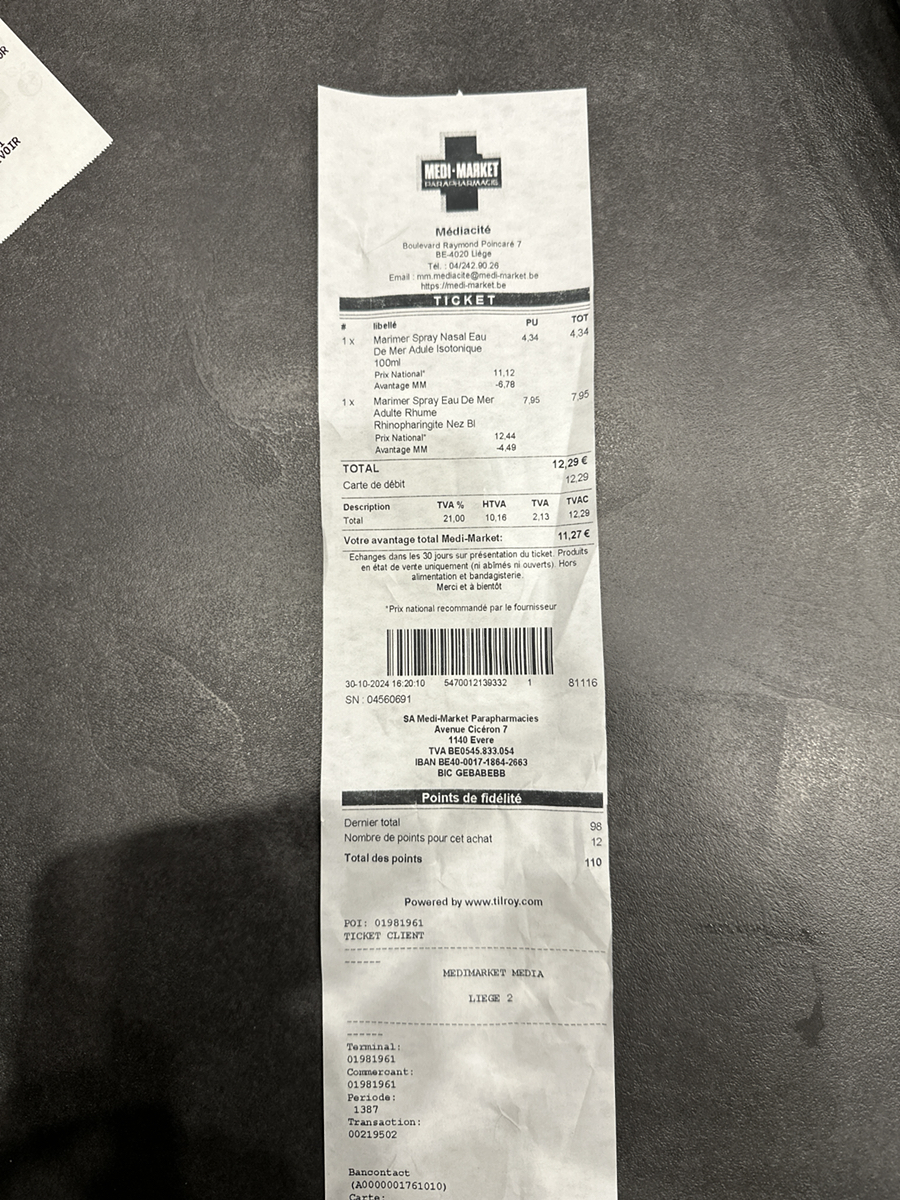 OR
VOIR
MEDI-MARKET
PARAPHARMACIE
Médiacité
Boulevard Raymond Poincaré 7
BE-4020 Liège
Tél. : 04/242.90.26
Email : mm.mediacite@medi-market.be
https://medi-market.be
TICKET
# libellé PU TOT
1 x Marimer Spray Nasal Eau 4,34 4,34
De Mer Adule Isotonique
100ml
Prix National* 11,12
Avantage MM -6,78
1 x Marimer Spray Eau De Mer 7,95 7,95
Adulte Rhume
Rhinopharingite Nez Bl
Prix National* 12,44
Avantage MM -4,49
TOTAL 12,29 €
Carte de débit 12,29
Description TVA % HTVA TVA TVAC
Total 21,00 10,16 2,13 12,29
Votre avantage total Medi-Market: 11,27 €
Echanges dans les 30 jours sur présentation du ticket. Produits
en état de vente uniquement (ni abîmés ni ouverts). Hors
alimentation et bandagisterie.
Merci et à bientôt
*Prix national recommandé par le fournisseur
30-10-2024 16:20:10 5470012139332 1 81116
SN : 04560691
SA Medi-Market Parapharmacies
Avenue Cicéron 7
1140 Evere
TVA BE0545.833.054
IBAN BE40-0017-1864-2663
BIC GEBABEBB
Points de fidélité
Dernier total 98
Nombre de points pour cet achat 12
Total des points 110
Powered by www.tilroy.com
POI: 01981961
TICKET CLIENT
MEDIMARKET MEDIA
LIEGE 2
Terminal:
01981961
Commercant:
01981961
Periode:
1387
Transaction:
00219502
Bancontact
(A0000001761010)
Carte: